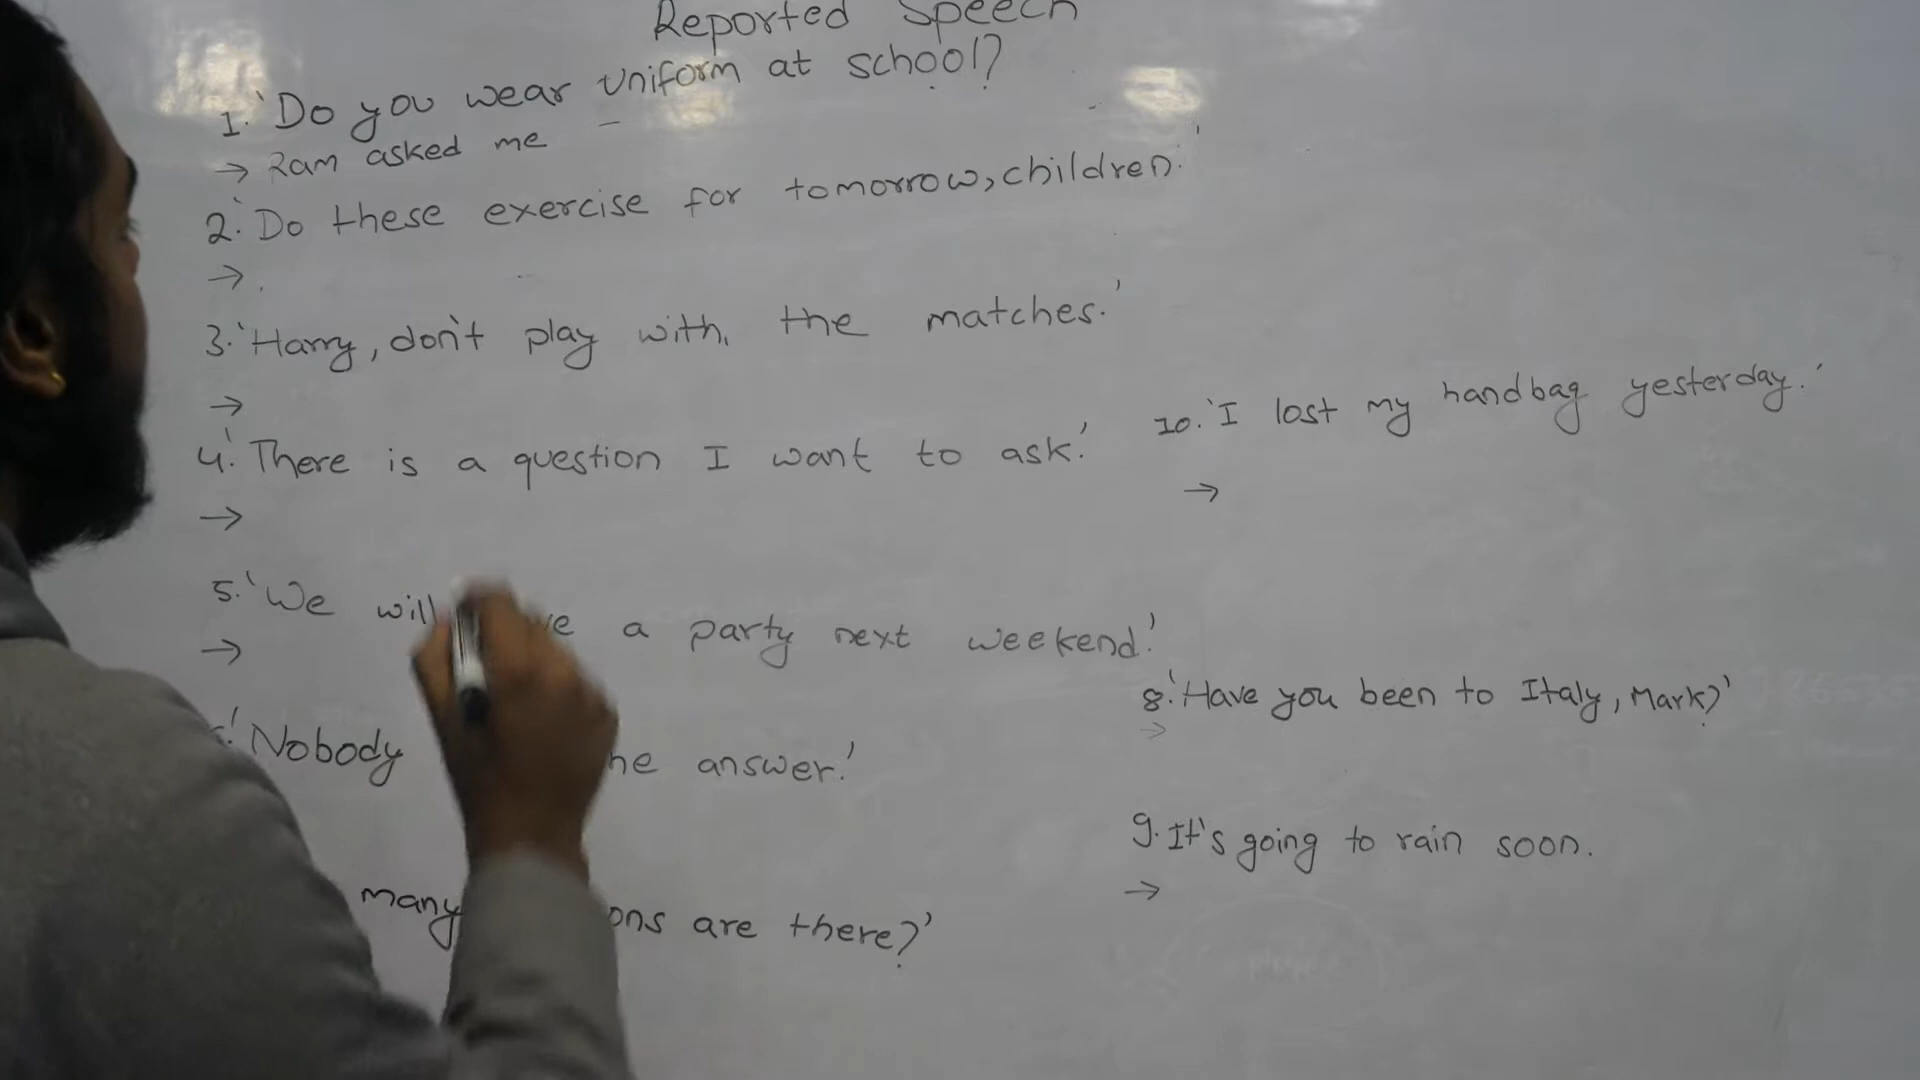 Reported Speech
1. 'Do you wear uniform at school?
→ Ram asked me
2. 'Do these exercise for tomorrow, children.'
→
3. 'Harry, don't play with the matches.'
→
4. 'There is a question I want to ask.'
→
5. 'We will a party next weekend.'
→
'Nobody answer.'
many are there?'
8. 'Have you been to Italy, Mark?'
→
9. It's going to rain soon.
→
10. 'I lost my handbag yesterday.'
→